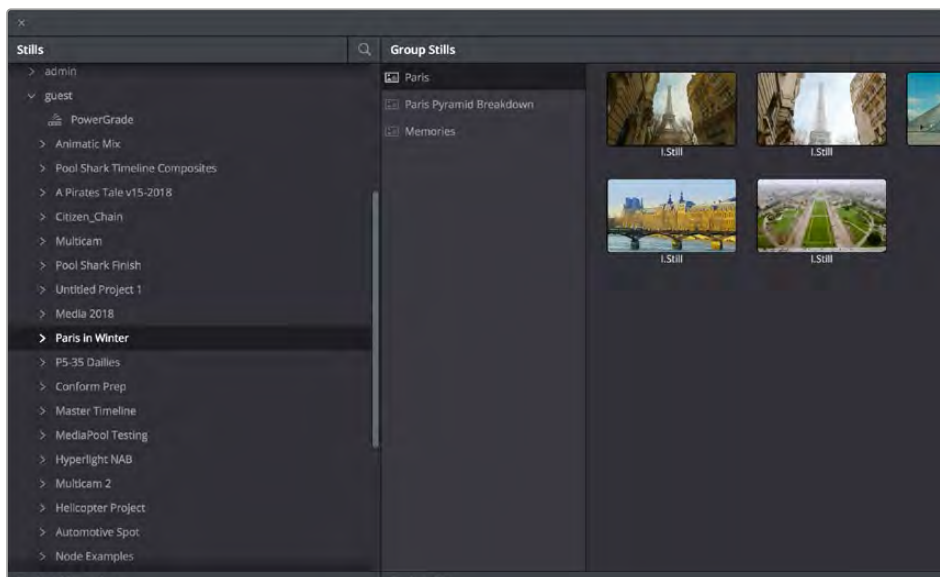 Stills
Group Stills
admin
guest
PowerGrade
Animatic Mix
Pool Shark Timeline Composites
A Pirates Tale v15-2018
Citizen_Chain
Multicam
Pool Shark Finish
Untitled Project 1
Media 2018
Paris in Winter
P5-35 Dailies
Conform Prep
Master Timeline
MediaPool Testing
Hyperlight NAB
Multicam 2
Helicopter Project
Automotive Spot
Node Examples
Paris
Paris Pyramid Breakdown
Memories
1.Still
1.Still
1.Still
1.Still